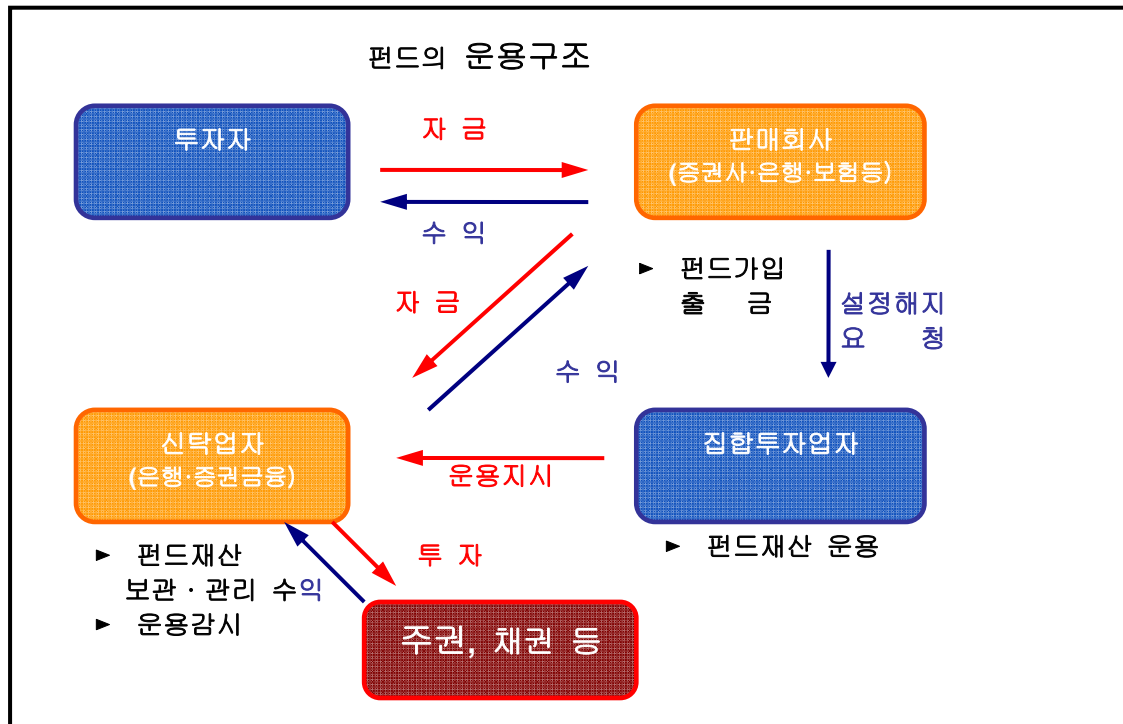 펀드의 운용구조
투자자
자 금
판매회사
(증권사·은행·보험등)
수 익
► 펀드가입
출 금
자 금
설정해지
요 청
수 익
신탁업자
(은행·증권금융)
집합투자업자
운용지시
► 펀드재산
보관 · 관리 수익
► 운용감시
투 자
► 펀드재산 운용
주권, 채권 등